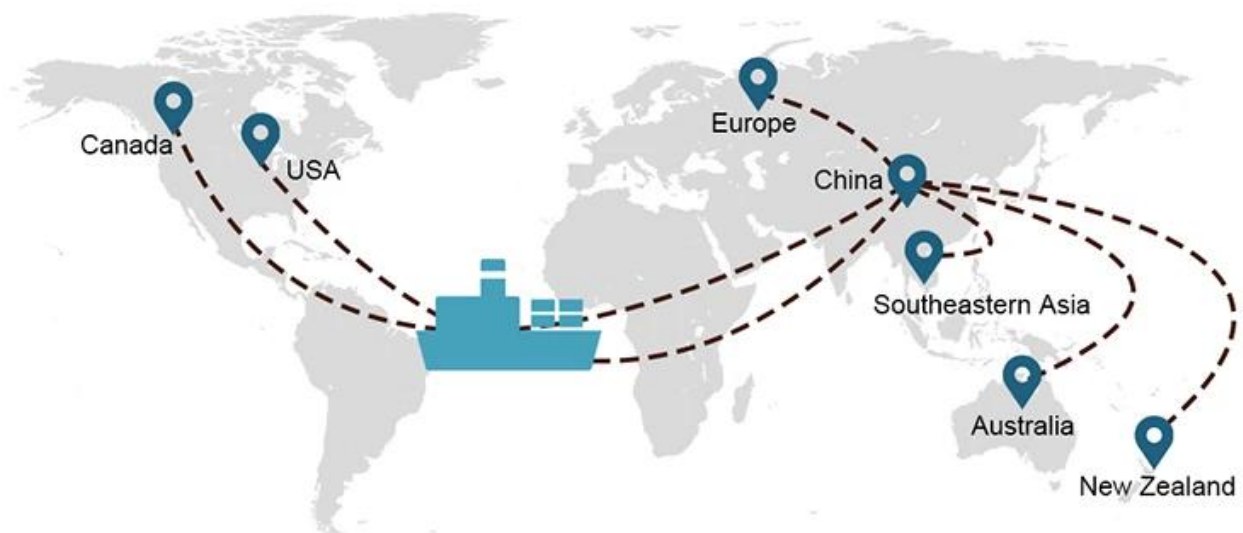 Canada
USA
Europe
China
Southeastern Asia
Australia
New Zealand